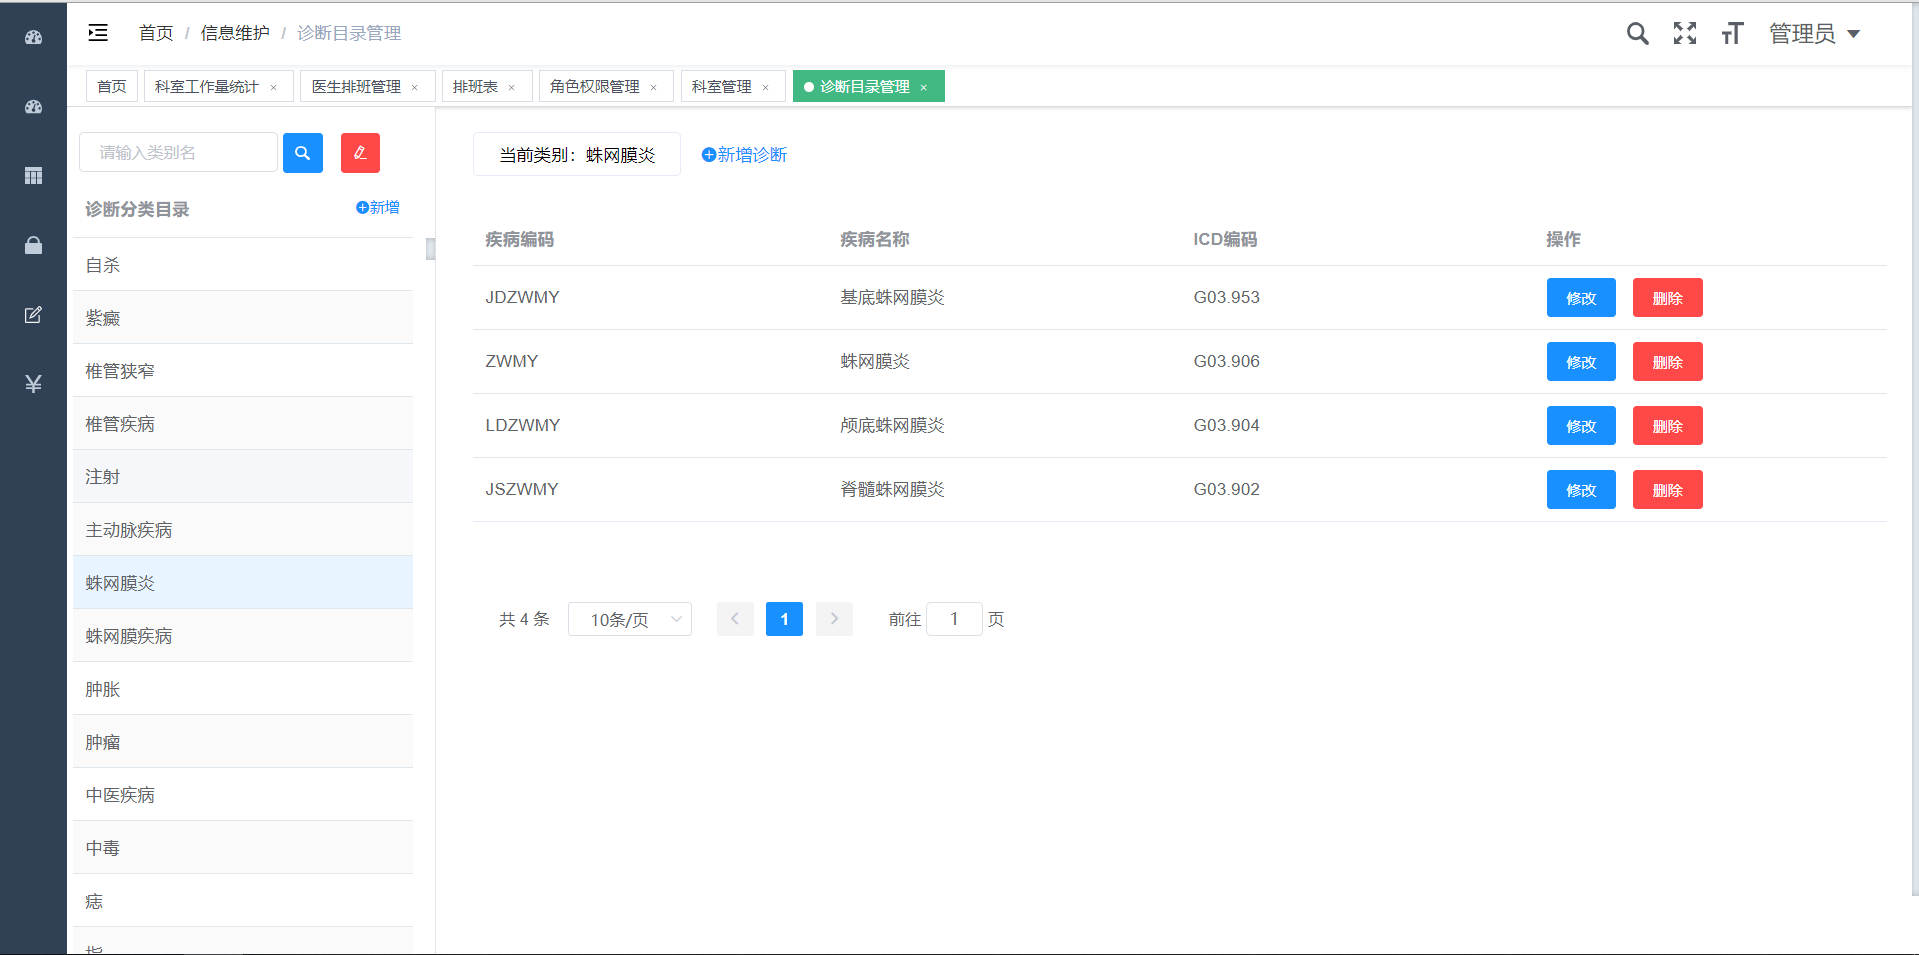 首页 / 信息维护 / 诊断目录管理
管理员
首页 科室工作量统计 × 医生排班管理 × 排班表 × 角色权限管理 × 科室管理 × 诊断目录管理 ×
请输入类别名
当前类别：蛛网膜炎 新增诊断
诊断分类目录 新增
自杀
紫癜
椎管狭窄
椎管疾病
注射
主动脉疾病
蛛网膜炎
蛛网膜疾病
肿胀
肿瘤
中医疾病
中毒
痣
疾病编码 疾病名称 ICD编码 操作
JDZWMY 基底蛛网膜炎 G03.953 修改 删除
ZWMY 蛛网膜炎 G03.906 修改 删除
LDZWMY 颅底蛛网膜炎 G03.904 修改 删除
JSZWMY 脊髓蛛网膜炎 G03.902 修改 删除
共 4 条 10条/页 1 前往 1 页